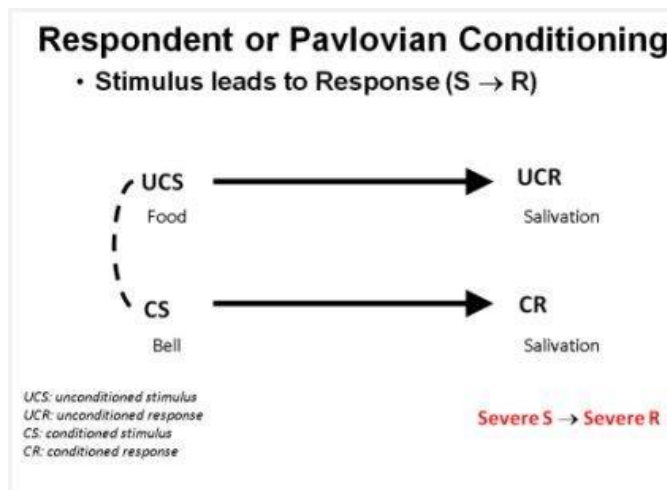 Respondent or Pavlovian Conditioning
• Stimulus leads to Response (S → R)
UCS UCR
Food Salivation
CS CR
Bell Salivation
UCS: unconditioned stimulus
UCR: unconditioned response
CS: conditioned stimulus
CR: conditioned response
Severe S → Severe R